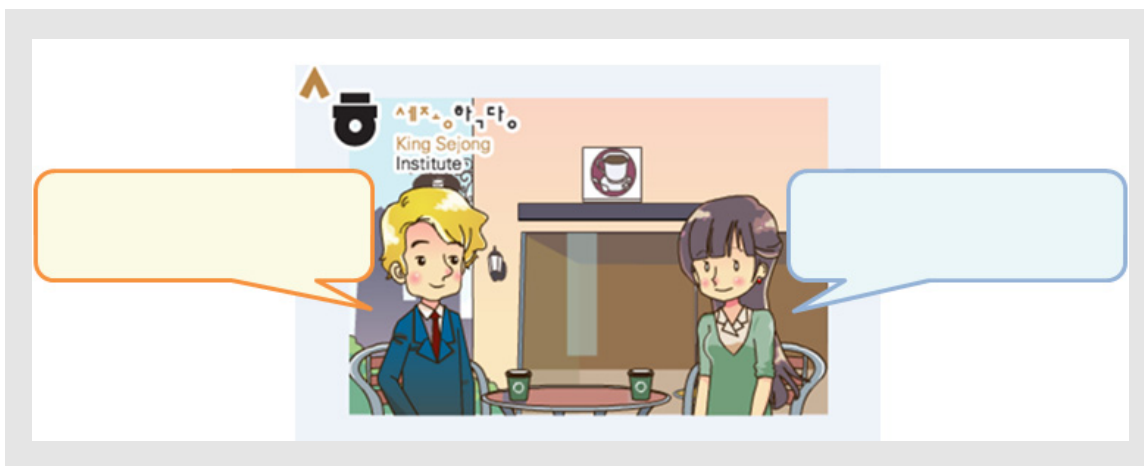 세종학당
King Sejong
Institute